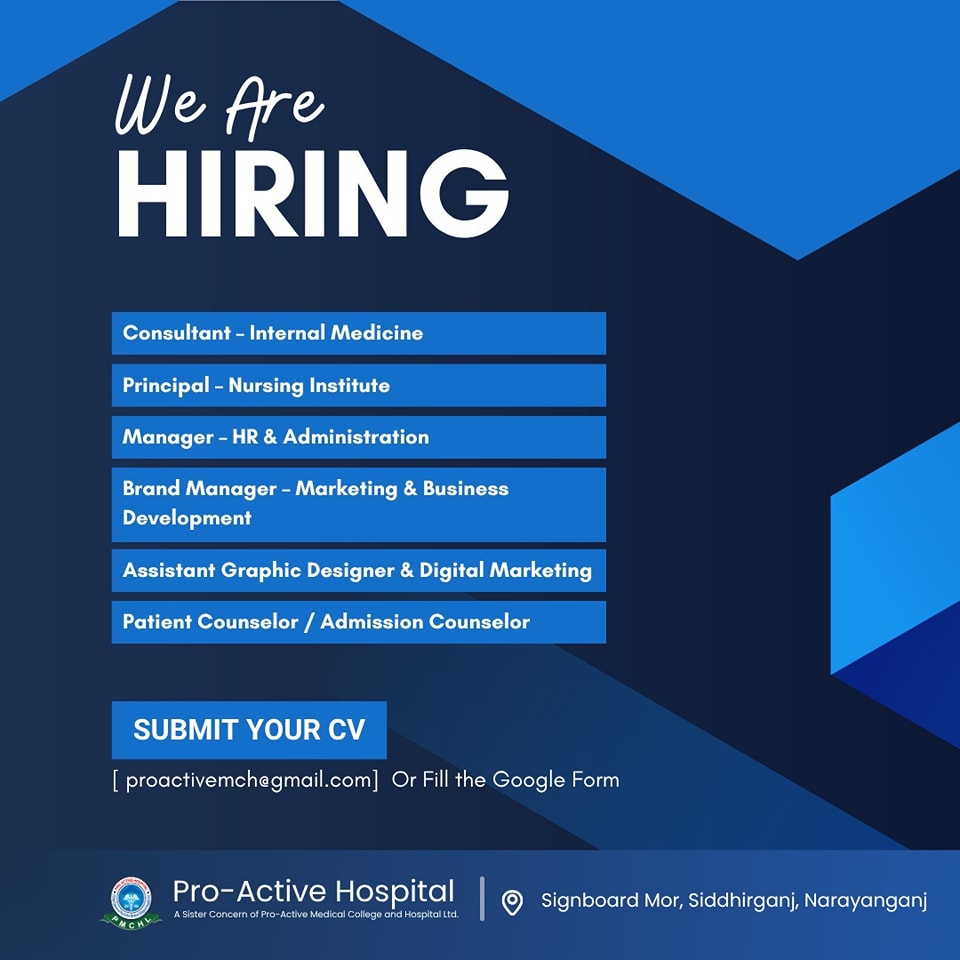 We Are
HIRING
Consultant – Internal Medicine
Principal – Nursing Institute
Manager – HR & Administration
Brand Manager – Marketing & Business
Development
Assistant Graphic Designer & Digital Marketing
Patient Counselor / Admission Counselor
SUBMIT YOUR CV
[ proactivemch@gmail.com] Or Fill the Google Form
Pro-Active Hospital
A Sister Concern of Pro-Active Medical College and Hospital Ltd.
PMCHL
Signboard Mor, Siddhirganj, Narayanganj